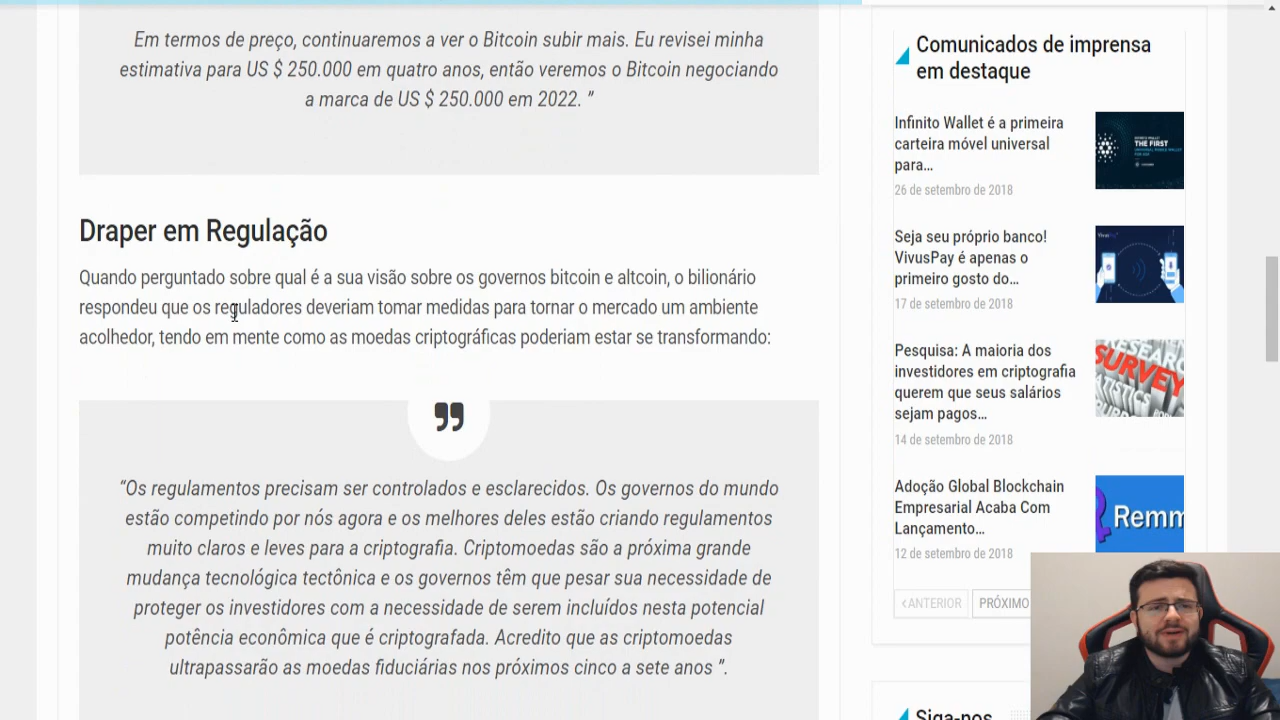 Em termos de preço, continuaremos a ver o Bitcoin subir mais. Eu revisei minha
estimativa para US $ 250.000 em quatro anos, então veremos o Bitcoin negociando
a marca de US $ 250.000 em 2022. ”
Draper em Regulação
Quando perguntado sobre qual é a sua visão sobre os governos bitcoin e altcoin, o bilionário
respondeu que os reguladores deveriam tomar medidas para tornar o mercado um ambiente
acolhedor, tendo em mente como as moedas criptográficas poderiam estar se transformando:
“Os regulamentos precisam ser controlados e esclarecidos. Os governos do mundo
estão competindo por nós agora e os melhores deles estão criando regulamentos
muito claros e leves para a criptografia. Criptomoedas são a próxima grande
mudança tecnológica tectônica e os governos têm que pesar sua necessidade de
proteger os investidores com a necessidade de serem incluídos nesta potencial
potência econômica que é criptografada. Acredito que as criptomoedas
ultrapassarão as moedas fiduciárias nos próximos cinco a sete anos ”.
Comunicados de imprensa
em destaque
Infinito Wallet é a primeira
carteira móvel universal
para...
26 de setembro de 2018
THE FIRST
Seja seu próprio banco!
VivusPay é apenas o
primeiro gosto do...
17 de setembro de 2018
Pesquisa: A maioria dos
investidores em criptografia
querem que seus salários
sejam pagos...
14 de setembro de 2018
RESEARCH
SURVEY
Adoção Global Blockchain
Empresarial Acaba Com
Lançamento...
12 de setembro de 2018
Remm
ANTERIOR
PRÓXIMO
Siga-nos